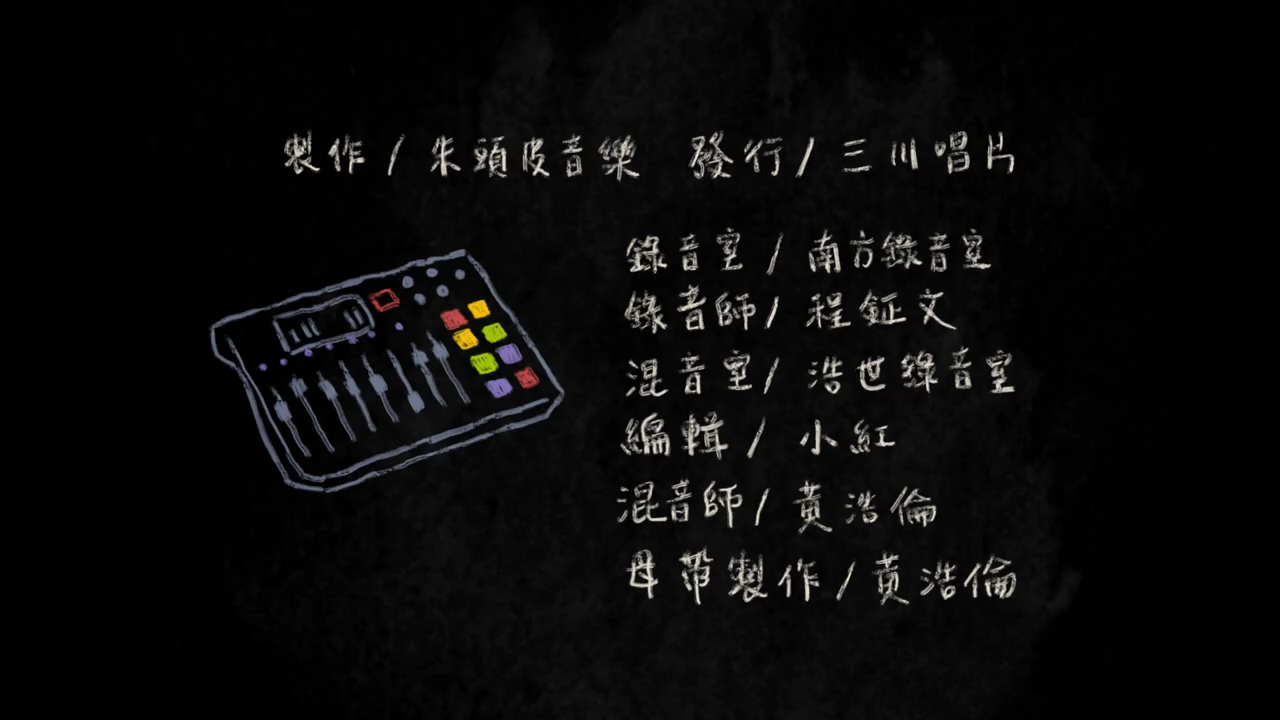 製作/朱頭皮音樂 發行/三川唱片
錄音室/南方錄音室
錄音師/程鉦文
混音室/浩世錄音室
編輯/小紅
混音師/黃浩倫
母帶製作/黃浩倫